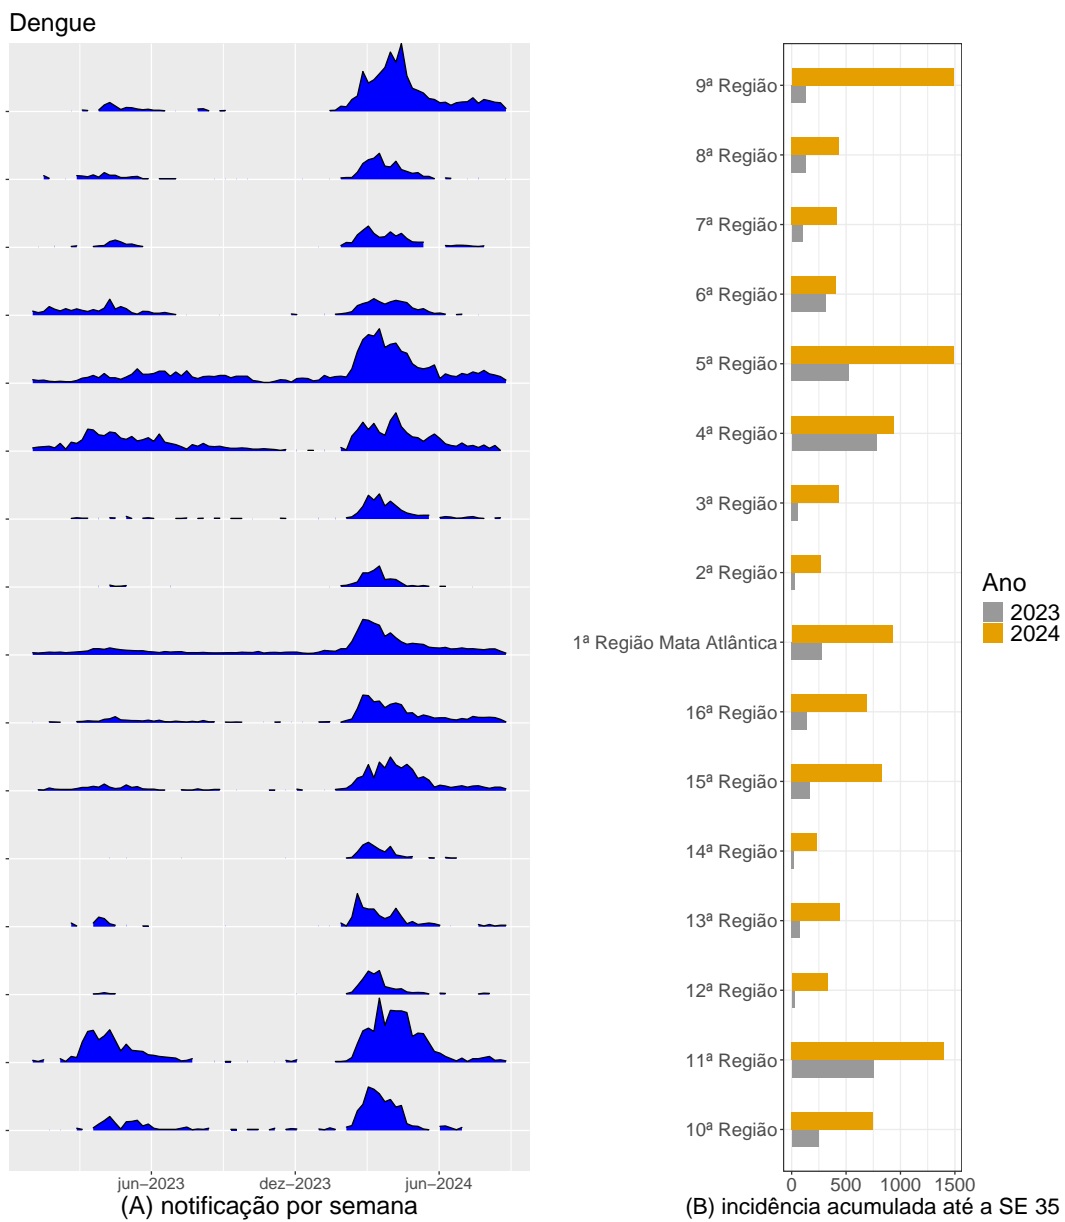 Dengue
9ª Região
8ª Região
7ª Região
6ª Região
5ª Região
4ª Região
3ª Região
2ª Região
1ª Região Mata Atlântica
16ª Região
15ª Região
14ª Região
13ª Região
12ª Região
11ª Região
10ª Região
Ano
2023
2024
jun–2023 dez–2023 jun–2024
(A) notificação por semana
0 500 1000 1500
(B) incidência acumulada até a SE 35